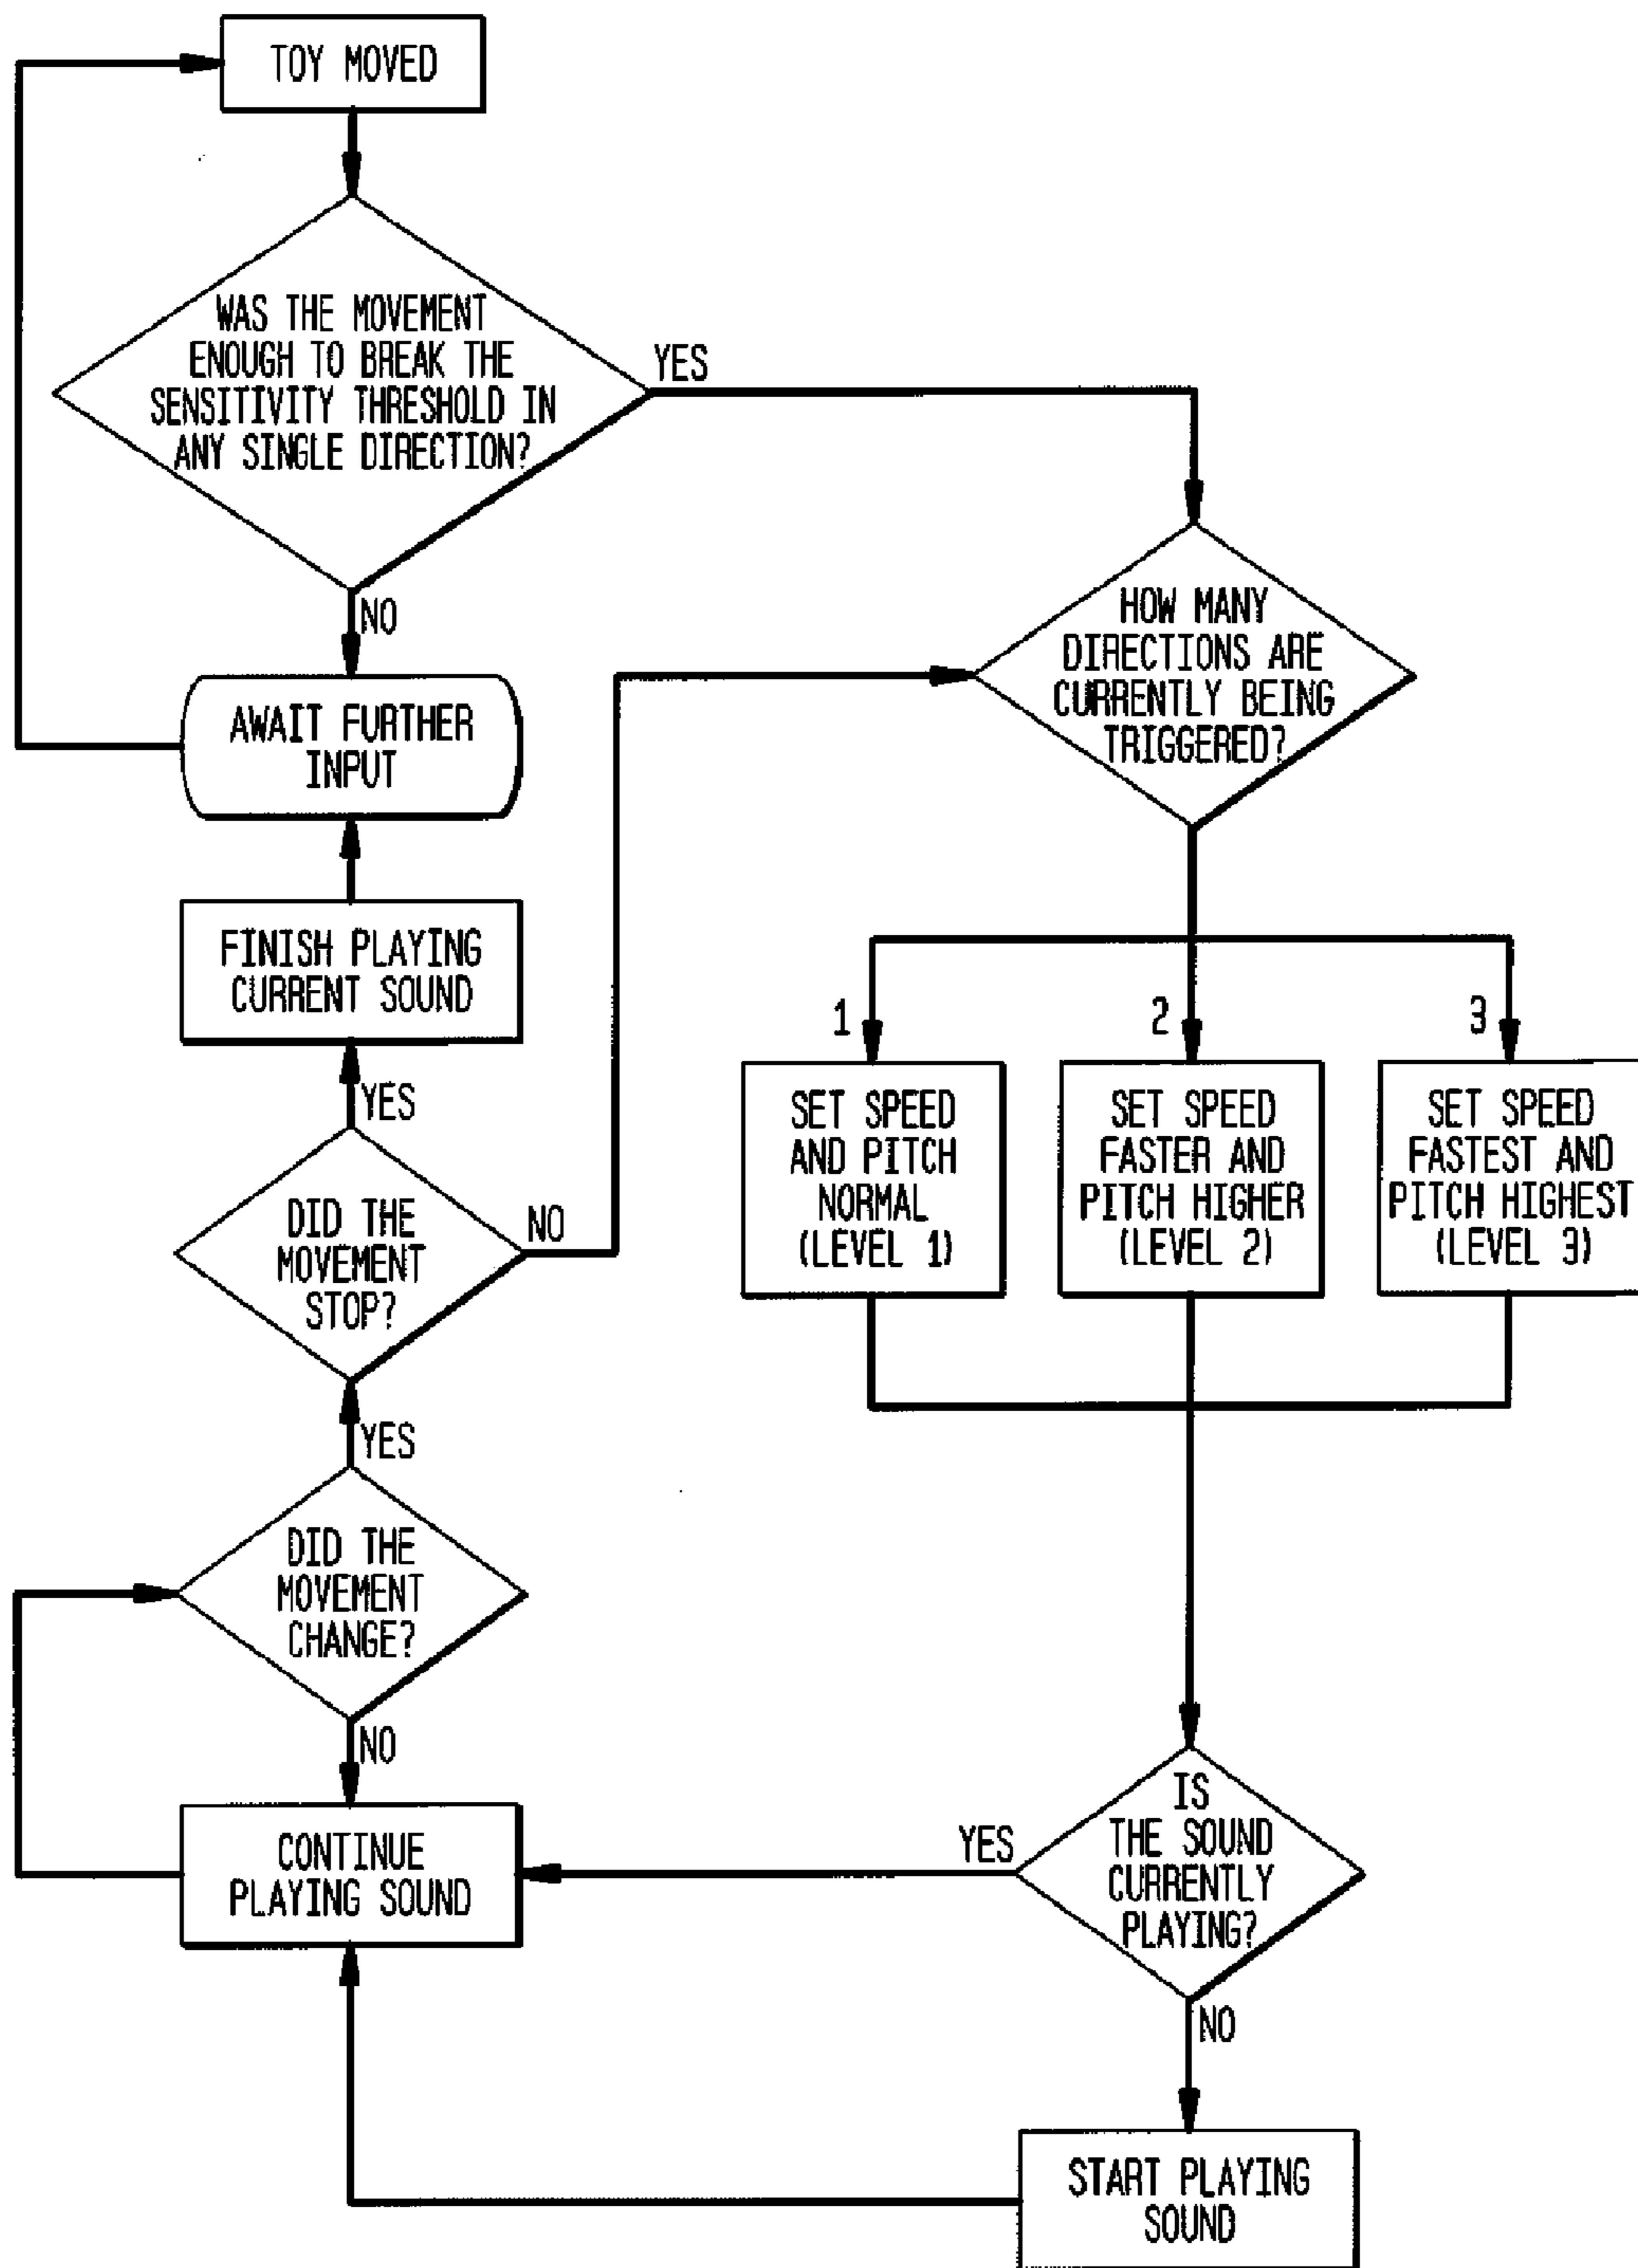 TOY MOVED
WAS THE MOVEMENT
ENOUGH TO BREAK THE
SENSITIVITY THRESHOLD IN
ANY SINGLE DIRECTION?
YES
NO
HOW MANY
DIRECTIONS ARE
CURRENTLY BEING
TRIGGERED?
AWAIT FURTHER
INPUT
FINISH PLAYING
CURRENT SOUND
1
2
3
YES
SET SPEED
AND PITCH
NORMAL
(LEVEL 1)
SET SPEED
FASTER AND
PITCH HIGHER
(LEVEL 2)
SET SPEED
FASTEST AND
PITCH HIGHEST
(LEVEL 3)
DID THE
MOVEMENT
STOP?
NO
YES
DID THE
MOVEMENT
CHANGE?
NO
CONTINUE
PLAYING SOUND
YES
IS
THE SOUND
CURRENTLY
PLAYING?
NO
START PLAYING
SOUND